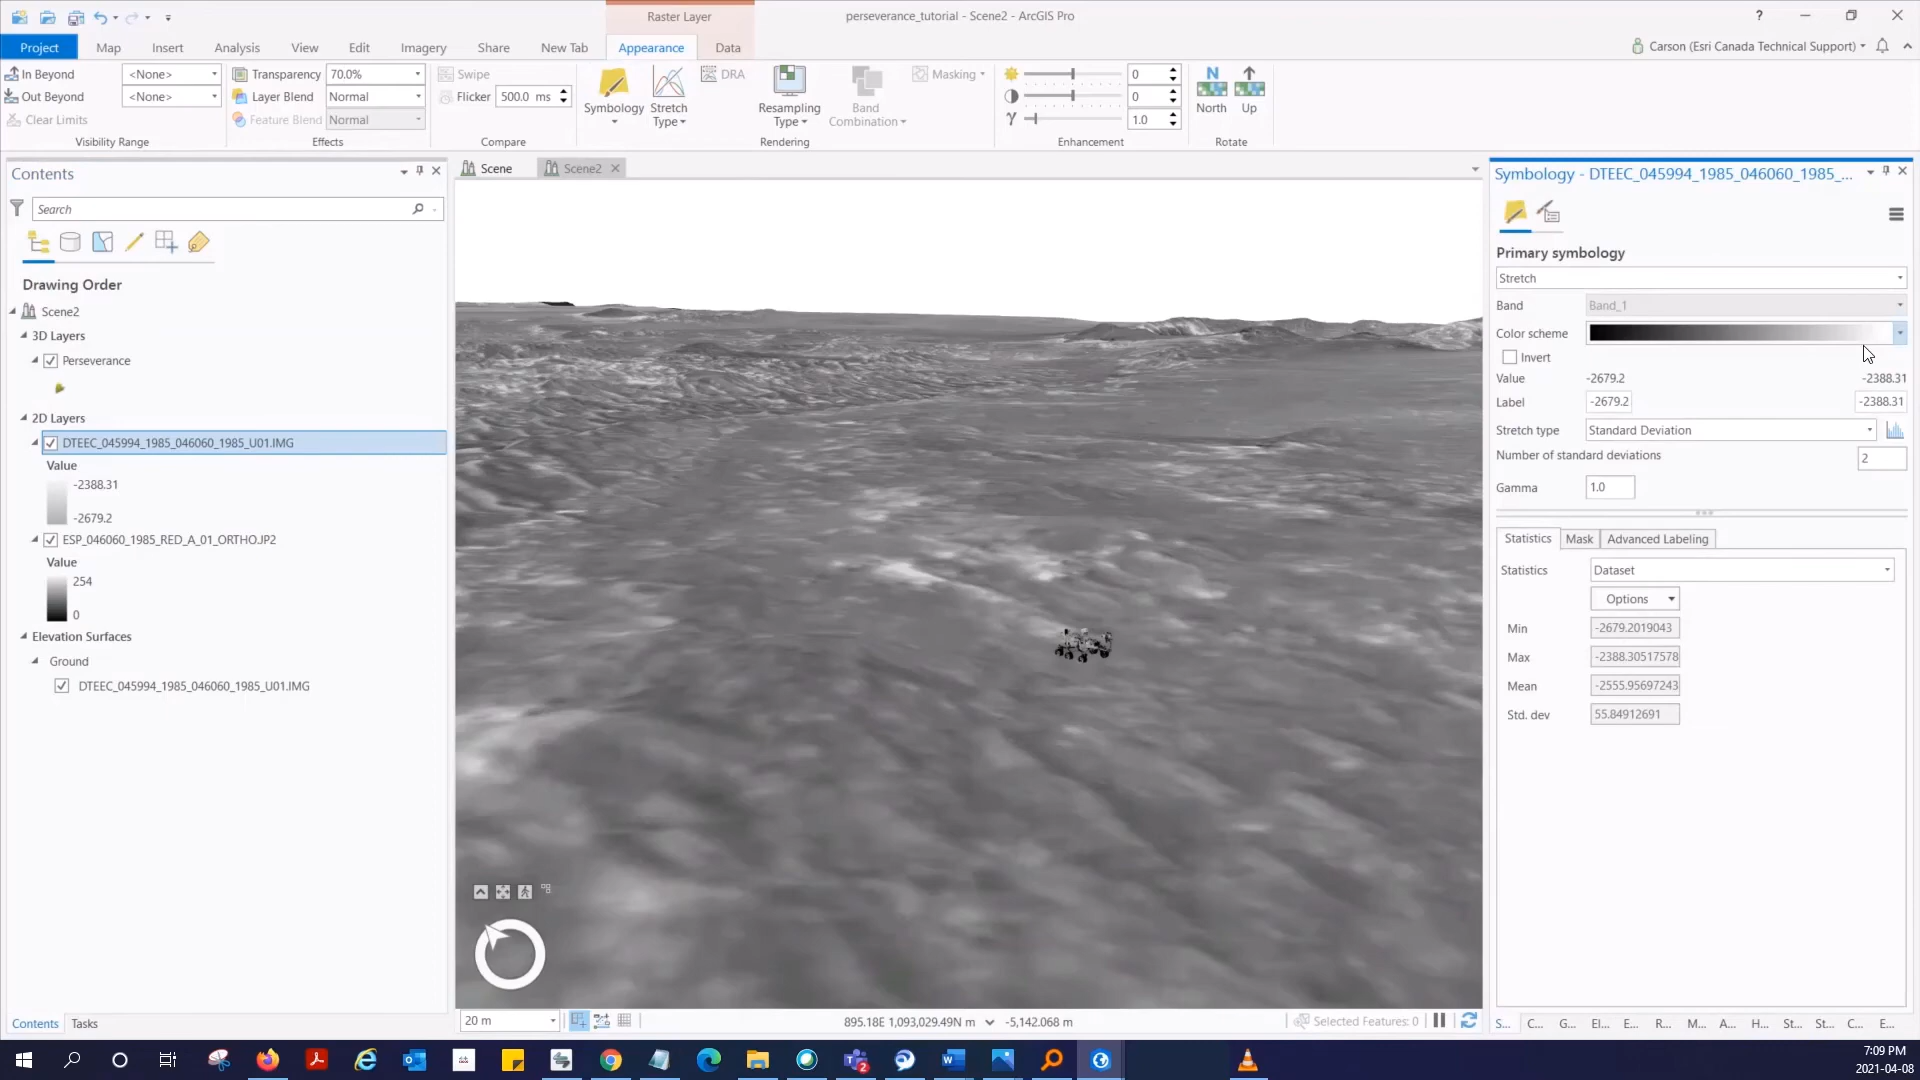 Raster Layer
perseverance_tutorial - Scene2 - ArcGIS Pro
?
Project Map Insert Analysis View Edit Imagery Share New Tab Appearance Data
Carson (Esri Canada Technical Support)
In Beyond <None>
Out Beyond <None>
Clear Limits
Visibility Range
Transparency 70.0%
Layer Blend Normal
Feature Blend Normal
Effects
Swipe
Flicker 500.0 ms
Compare
Symbology
Stretch Type
DRA
Resampling Type
Band Combination
Masking
Rendering
0
0
γ 1.0
Enhancement
N
North Up
Rotate
Contents
Search
Drawing Order
Scene2
3D Layers
Perseverance
2D Layers
DTEEC_045994_1985_046060_1985_U01.IMG
Value
-2388.31
-2679.2
ESP_046060_1985_RED_A_01_ORTHO.JP2
Value
254
0
Elevation Surfaces
Ground
DTEEC_045994_1985_046060_1985_U01.IMG
Contents Tasks
Scene Scene2
20 m
895.18E 1,093,029.49N m
-5,142.068 m
Selected Features: 0
Symbology - DTEEC_045994_1985_046060_1985_...
Primary symbology
Stretch
Band Band_1
Color scheme
Invert
Value -2679.2 -2388.31
Label -2679.2 -2388.31
Stretch type Standard Deviation
Number of standard deviations 2
Gamma 1.0
Statistics Mask Advanced Labeling
Statistics Dataset
Options
Min -2679.2019043
Max -2388.30517578
Mean -2555.95697243
Std. dev 55.84912691
S... C... G... El... E... R... M... A... H... St... St... C... E...
7:09 PM
2021-04-08